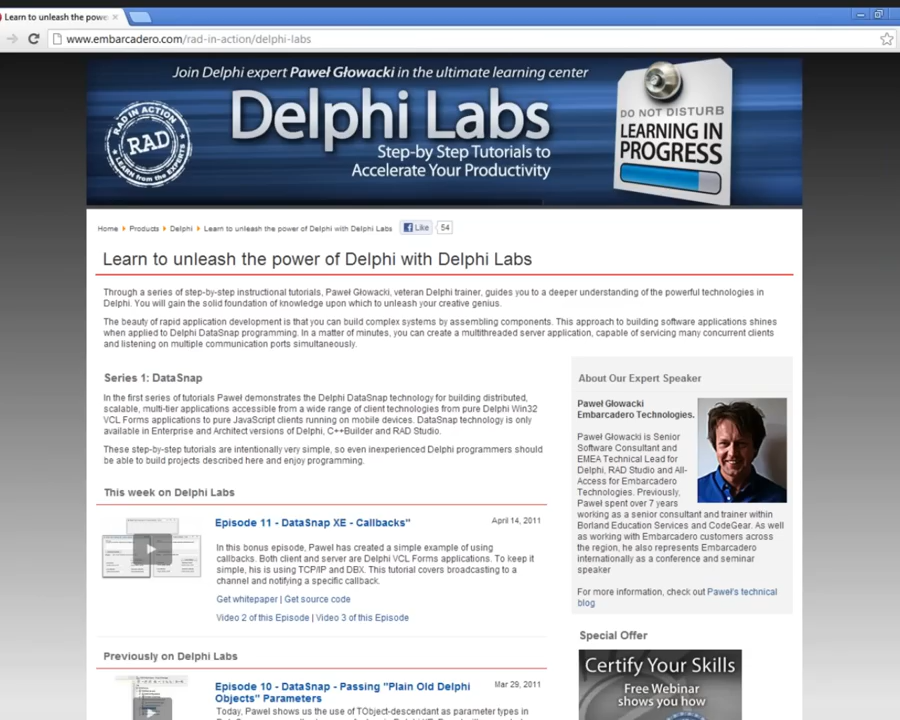 Learn to unleash the powe
www.embarcadero.com/rad-in-action/delphi-labs
Join Delphi expert Paweł Głowacki in the ultimate learning center
Delphi Labs
Step-by Step Tutorials to
Accelerate Your Productivity
RAD IN ACTION
RAD
LEARN from the EXPERTS
DO NOT DISTURB
LEARNING IN
PROGRESS
Home Products Delphi Learn to unleash the power of Delphi with Delphi Labs Like 54
Learn to unleash the power of Delphi with Delphi Labs
Through a series of step-by-step instructional tutorials, Paweł Głowacki, veteran Delphi trainer, guides you to a deeper understanding of the powerful technologies in
Delphi. You will gain the solid foundation of knowledge upon which to unleash your creative genius.
The beauty of rapid application development is that you can build complex systems by assembling components. This approach to building software applications shines
when applied to Delphi DataSnap programming. In a matter of minutes, you can create a multithreaded server application, capable of servicing many concurrent clients
and listening on multiple communication ports simultaneously.
Series 1: DataSnap
In the first series of tutorials Paweł demonstrates the Delphi DataSnap technology for building distributed,
scalable, multi-tier applications accessible from a wide range of client technologies from pure Delphi Win32
VCL Forms applications to pure JavaScript clients running on mobile devices. DataSnap technology is only
available in Enterprise and Architect versions of Delphi, C++Builder and RAD Studio.
These step-by-step tutorials are intentionally very simple, so even inexperienced Delphi programmers should
be able to build projects described here and enjoy programming.
This week on Delphi Labs
Episode 11 - DataSnap XE - Callbacks"
April 14, 2011
In this bonus episode, Paweł has created a simple example of using
callbacks. Both client and server are Delphi VCL Forms applications. To keep it
simple, his is using TCP/IP and DBX. This tutorial covers broadcasting to a
channel and notifying a specific callback.
Get whitepaper | Get source code
Video 2 of this Episode | Video 3 of this Episode
Previously on Delphi Labs
Episode 10 - DataSnap - Passing "Plain Old Delphi
Objects" Parameters
Mar 29, 2011
Today, Paweł shows us the use of TObject-descendant as parameter types in
About Our Expert Speaker
Paweł Głowacki
Embarcadero Technologies.
Paweł Głowacki is Senior
Software Consultant and
EMEA Technical Lead for
Delphi, RAD Studio and All-
Access for Embarcadero
Technologies. Previously,
Paweł spent over 7 years
working as a senior consultant and trainer within
Borland Education Services and CodeGear. As well
as working with Embarcadero customers across
the region, he also represents Embarcadero
internationally as a conference and seminar
speaker
For more information, check out Paweł's technical
blog
Special Offer
Certify Your Skills
Free Webinar
shows you how